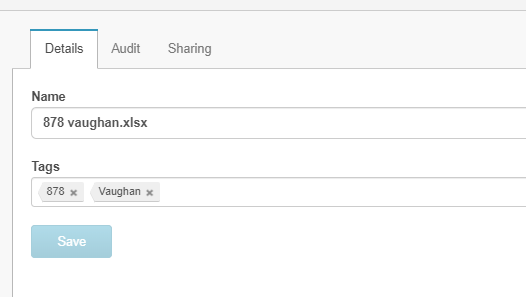 Details Audit Sharing
Name
878 vaughan.xlsx
Tags
878 × Vaughan ×
Save